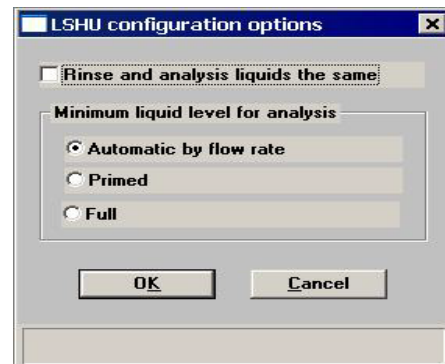 LSHU configuration options
Rinse and analysis liquids the same
Minimum liquid level for analysis
Automatic by flow rate
Primed
Full
OK
Cancel